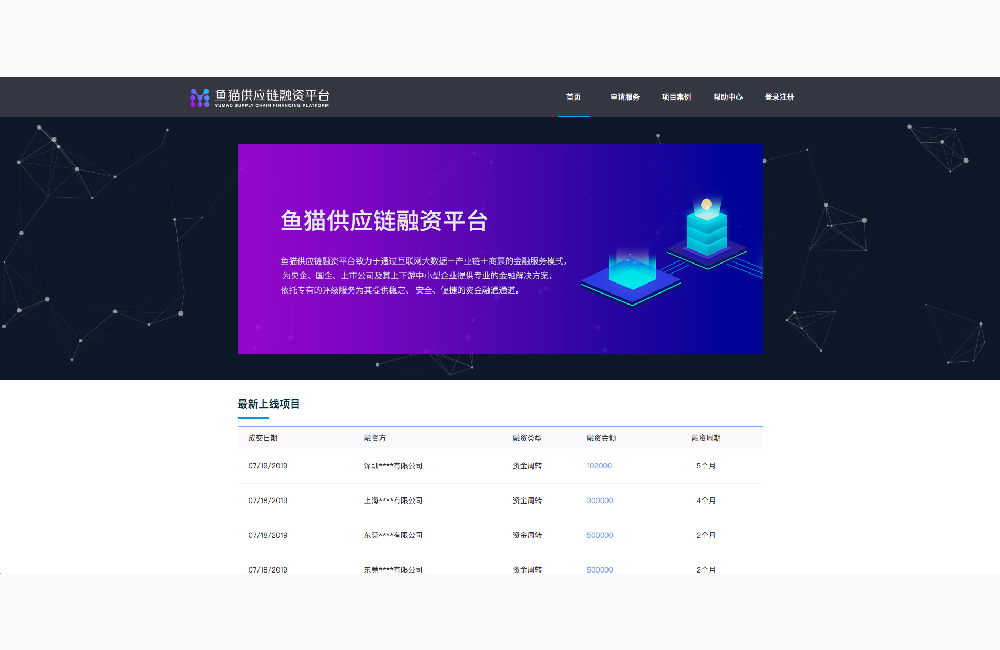 鱼猫供应链融资平台
YUMAO SUPPLY CHAIN FINANCING PLATFORM
首页 申请服务 项目案例 帮助中心 登录注册
鱼猫供应链融资平台
鱼猫供应链融资平台致力于通过互联网大数据+产业链+商票的金融服务模式,
为央企、国企、上市公司及其上下游中小型企业提供专业的金融解决方案,
依托专有的评级服务为其提供稳定、安全、便捷的资金融通通道。
最新上线项目
成交日期 融资方 融资类型 融资金额 融资周期
07/19/2019 深圳****有限公司 资金周转 102000 5个月
07/18/2019 上海****有限公司 资金周转 300000 4个月
07/18/2019 东莞****有限公司 资金周转 500000 2个月
07/18/2019 东莞****有限公司 资金周转 500000 2个月